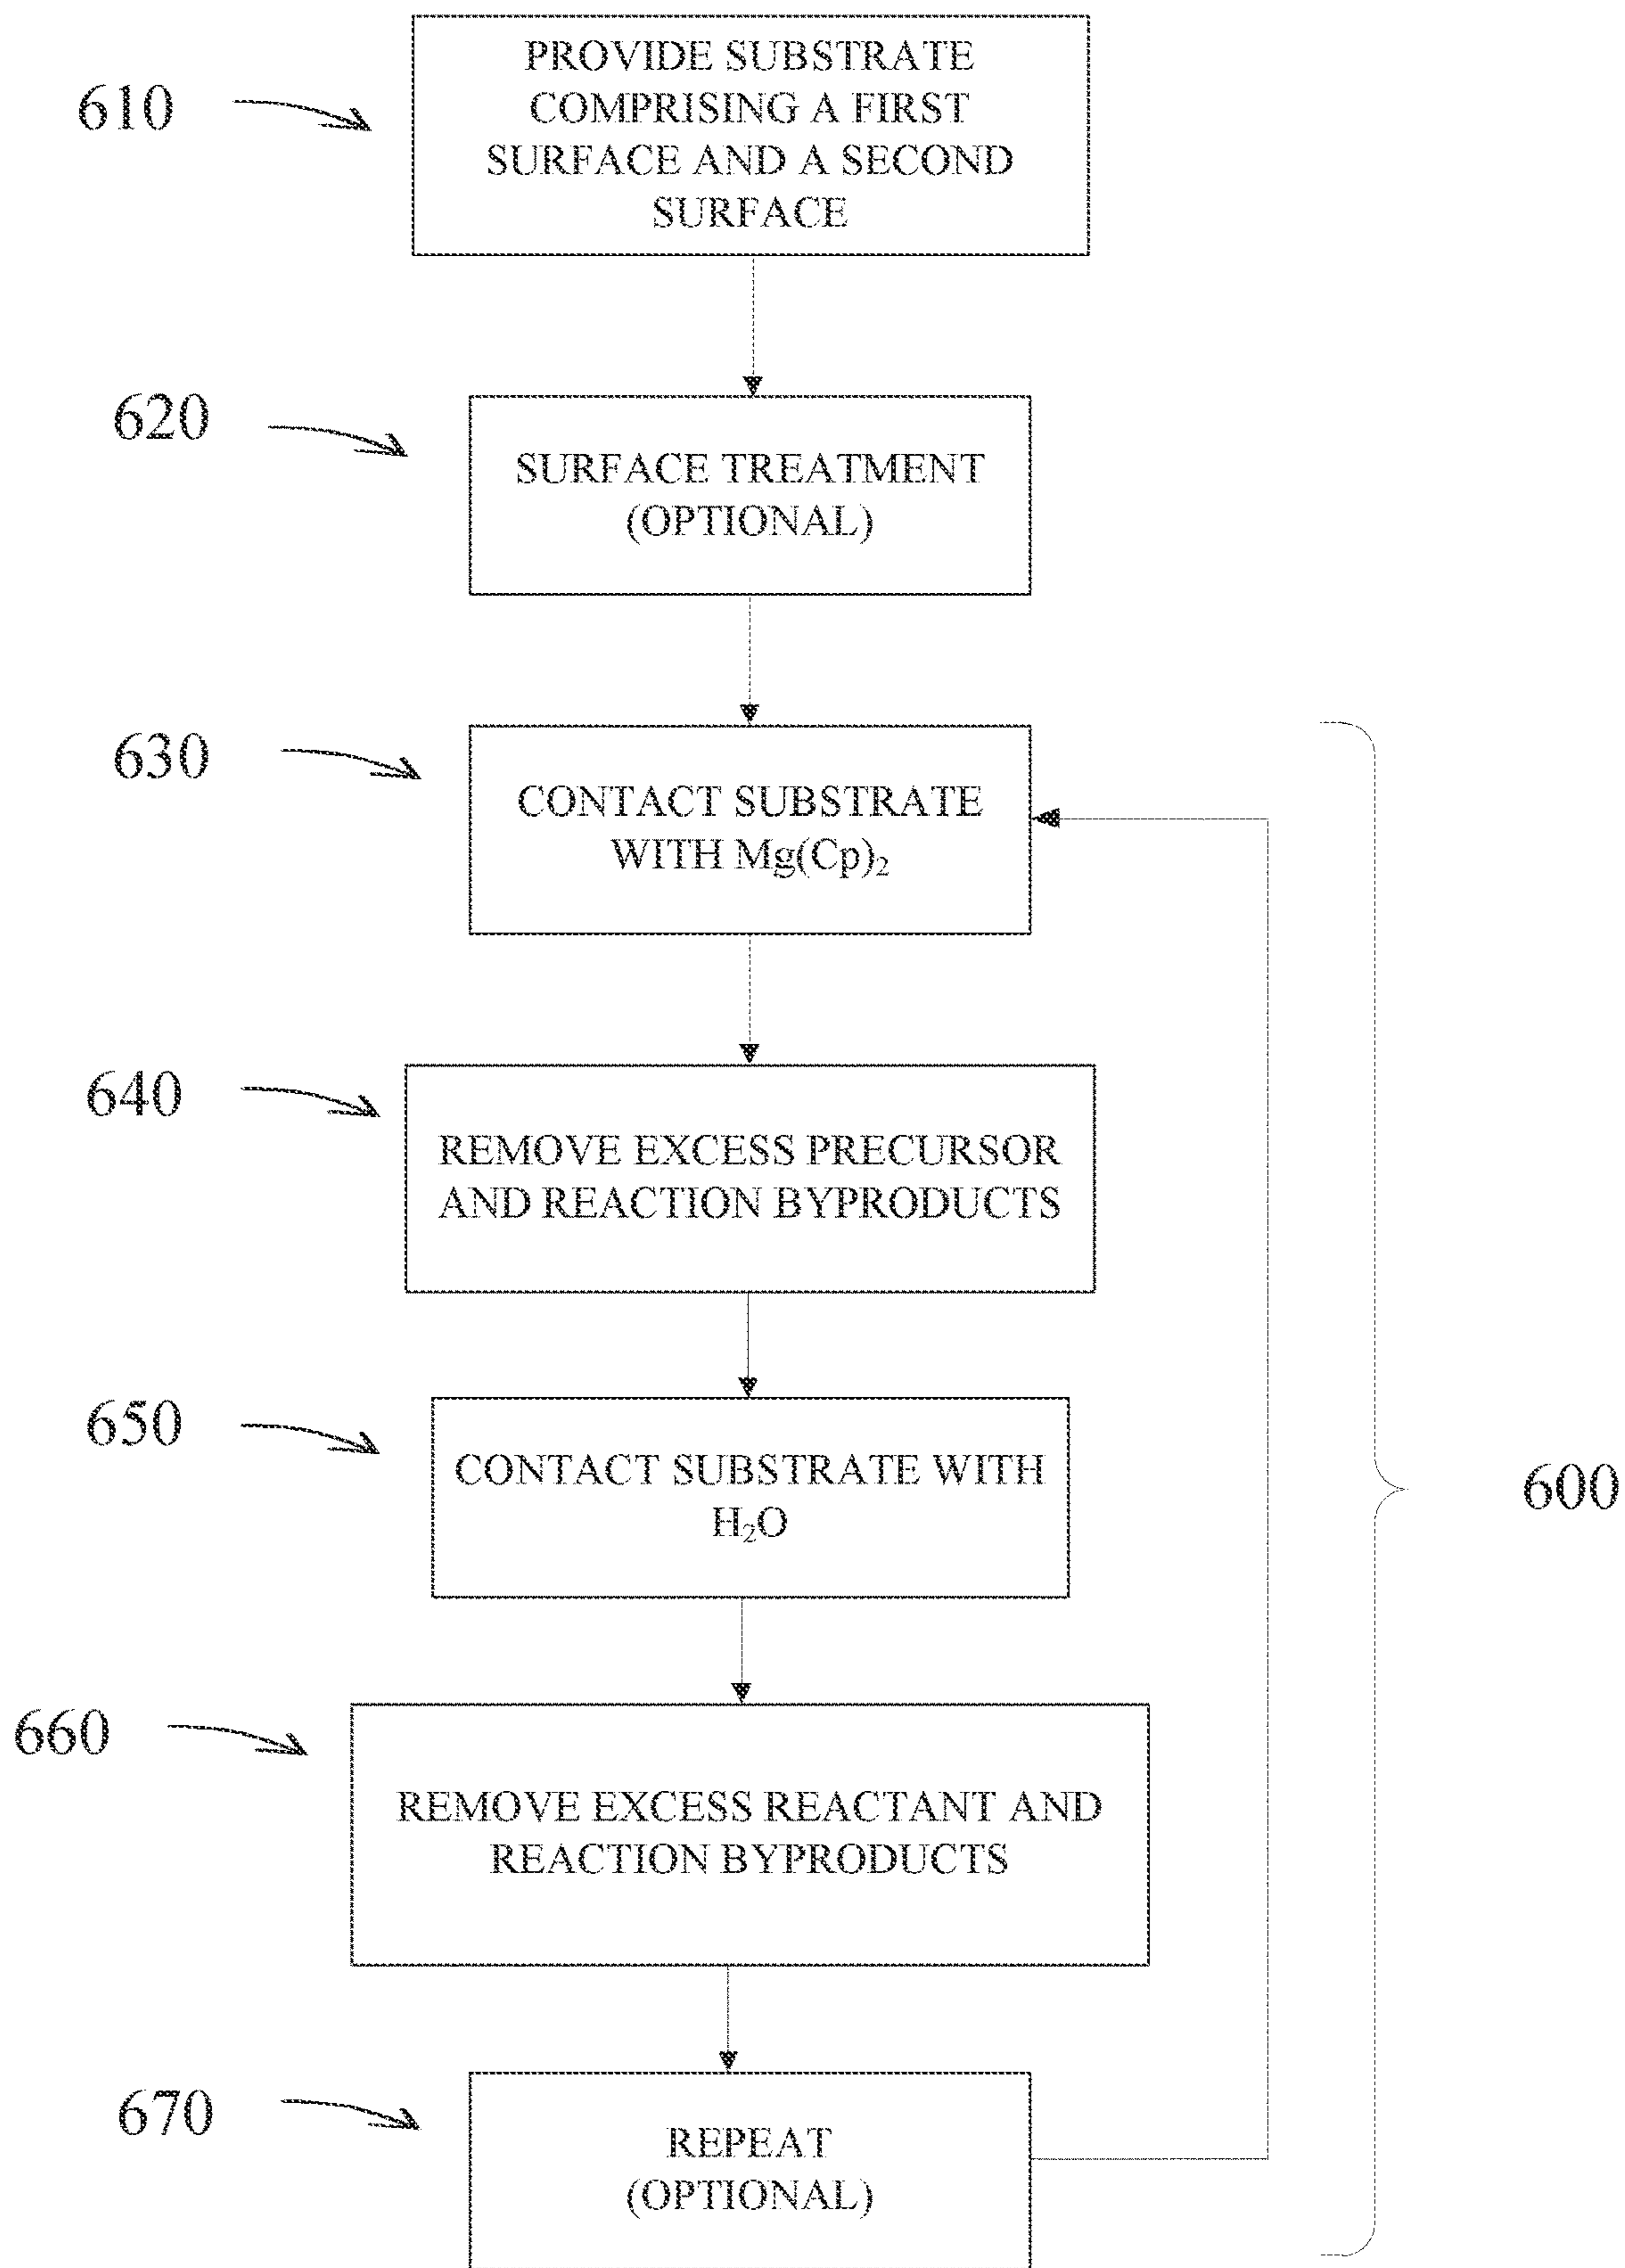 610
PROVIDE SUBSTRATE
COMPRISING A FIRST
SURFACE AND A SECOND
SURFACE
620
SURFACE TREATMENT
(OPTIONAL)
630
CONTACT SUBSTRATE
WITH Mg(Cp)₂
640
REMOVE EXCESS PRECURSOR
AND REACTION BYPRODUCTS
650
CONTACT SUBSTRATE WITH
H₂O
600
660
REMOVE EXCESS REACTANT AND
REACTION BYPRODUCTS
670
REPEAT
(OPTIONAL)